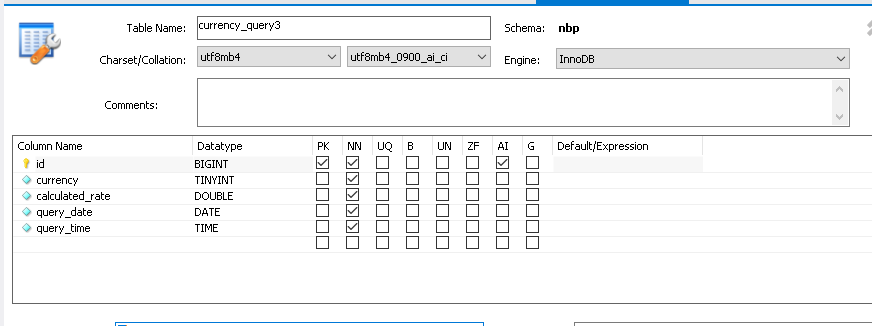 Table Name: currency_query3 Schema: nbp
Charset/Collation: utf8mb4 utf8mb4_0900_ai_ci Engine: InnoDB
Comments:
Column Name Datatype PK NN UQ B UN ZF AI G Default/Expression
id BIGINT
currency TINYINT
calculated_rate DOUBLE
query_date DATE
query_time TIME